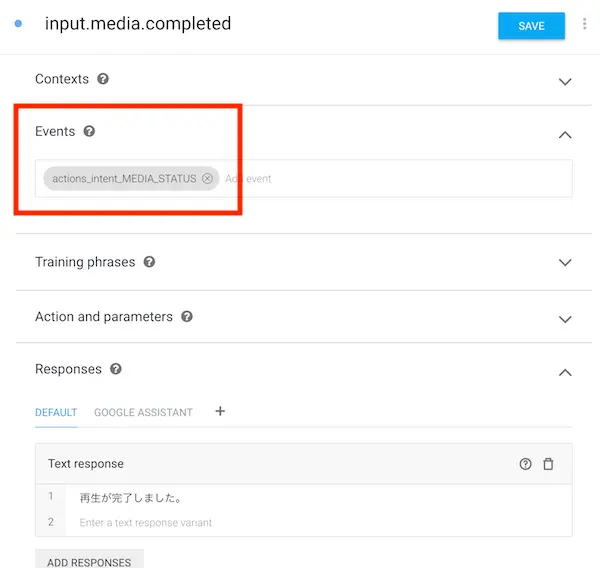 input.media.completed
SAVE
Contexts
Events
actions_intent_MEDIA_STATUS Add event
Training phrases
Action and parameters
Responses
DEFAULT GOOGLE ASSISTANT +
Text response
1 再生が完了しました。
2 Enter a text response variant
ADD RESPONSES